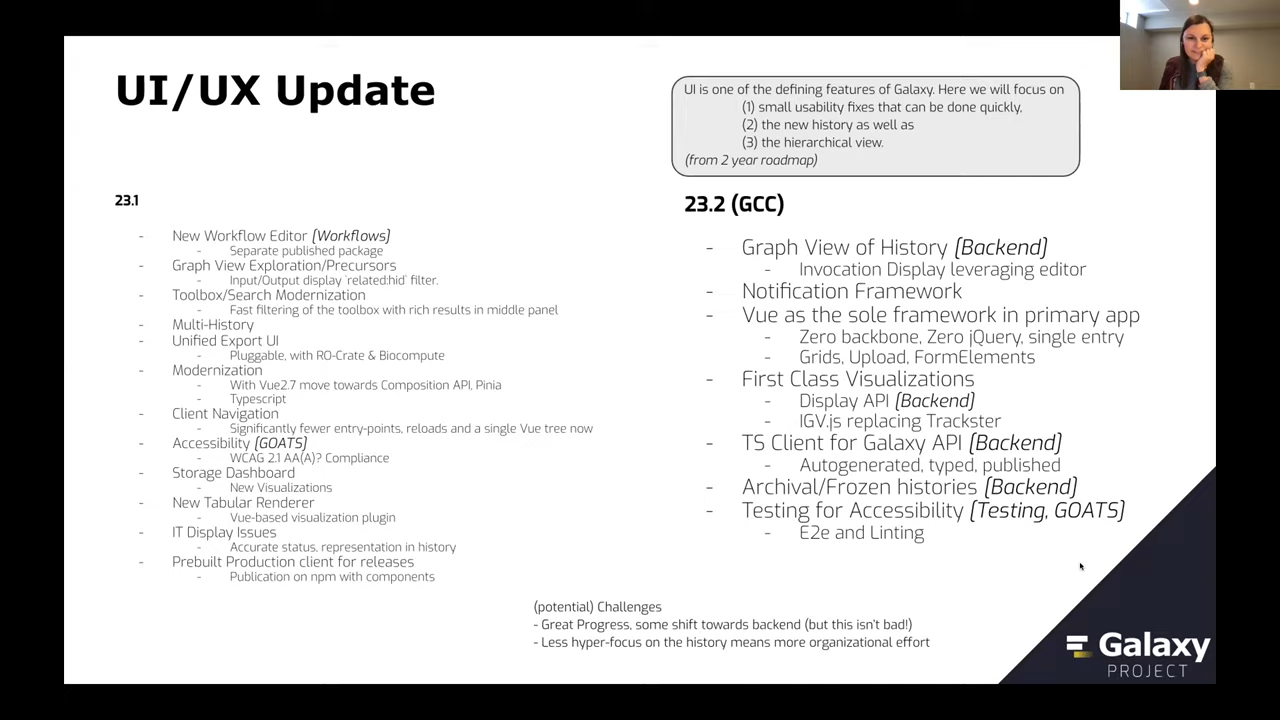 UI/UX Update
UI is one of the defining features of Galaxy. Here we will focus on
(1) small usability fixes that can be done quickly,
(2) the new history as well as
(3) the hierarchical view.
(from 2 year roadmap)
23.1
- New Workflow Editor [Workflows]
- Separate published package
- Graph View Exploration/Precursors
- Input/Output display `related:hid` filter.
- Toolbox/Search Modernization
- Fast filtering of the toolbox with rich results in middle panel
- Multi-History
- Unified Export UI
- Pluggable, with RO-Crate & Biocompute
- Modernization
- With Vue2.7 move towards Composition API, Pinia
- Typescript
- Client Navigation
- Significantly fewer entry-points, reloads and a single Vue tree now
- Accessibility [GOATS]
- WCAG 2.1 AA(A)? Compliance
- Storage Dashboard
- New Visualizations
- New Tabular Renderer
- Vue-based visualization plugin
- IT Display Issues
- Accurate status, representation in history
- Prebuilt Production client for releases
- Publication on npm with components
23.2 (GCC)
- Graph View of History [Backend]
- Invocation Display leveraging editor
- Notification Framework
- Vue as the sole framework in primary app
- Zero backbone, Zero jQuery, single entry
- Grids, Upload, FormElements
- First Class Visualizations
- Display API [Backend]
- IGV.js replacing Trackster
- TS Client for Galaxy API [Backend]
- Autogenerated, typed, published
- Archival/Frozen histories [Backend]
- Testing for Accessibility [Testing, GOATS]
- E2e and Linting
(potential) Challenges
- Great Progress, some shift towards backend (but this isn't bad!)
- Less hyper-focus on the history means more organizational effort
Galaxy
PROJECT